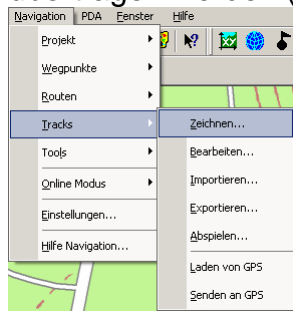 Navigation PDA Fenster Hilfe
Projekt
Wegpunkte
Routen
Tracks
Tools
Online Modus
Einstellungen...
Hilfe Navigation...
Zeichnen...
Bearbeiten...
Importieren...
Exportieren...
Abspielen...
Laden von GPS
Senden an GPS